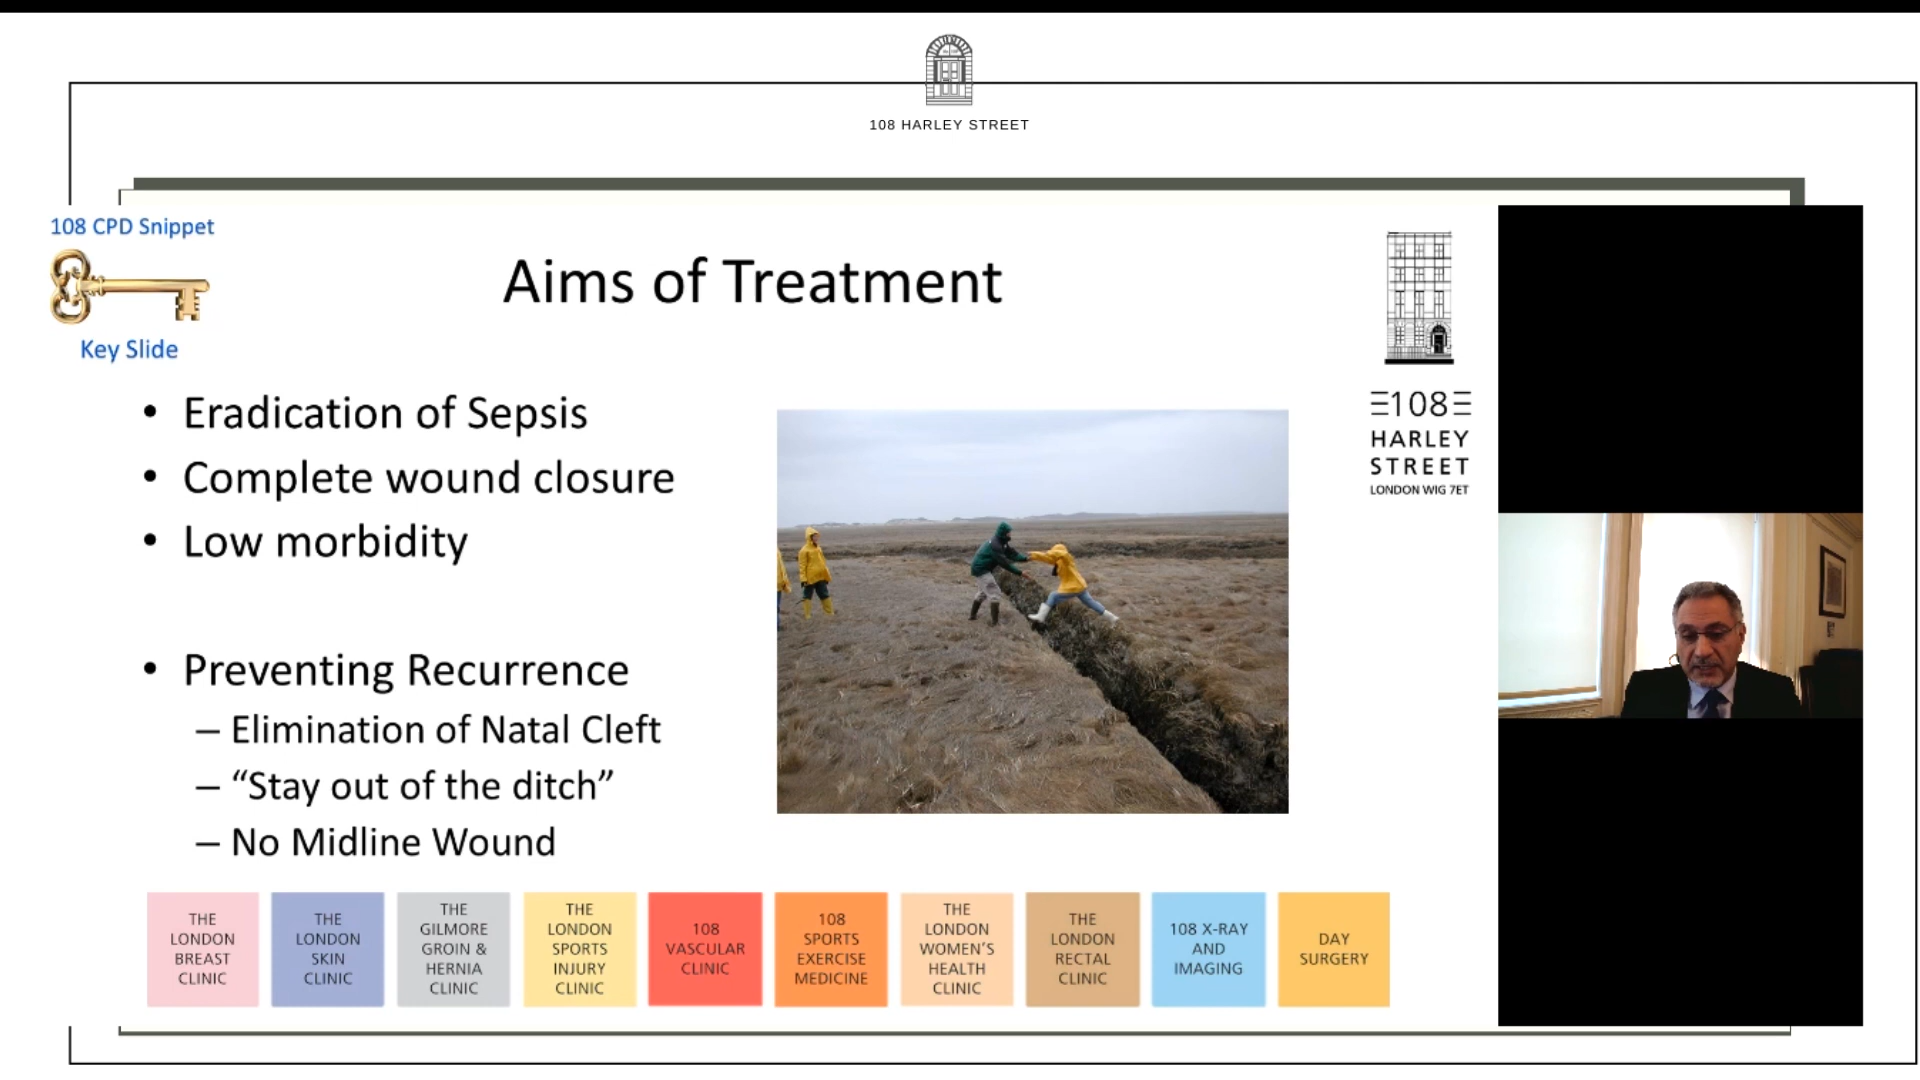 108 HARLEY STREET
108 CPD Snippet
Key Slide
Aims of Treatment
• Eradication of Sepsis
• Complete wound closure
• Low morbidity
• Preventing Recurrence
– Elimination of Natal Cleft
– “Stay out of the ditch”
– No Midline Wound
108
HARLEY
STREET
LONDON WIG 7ET
THE
LONDON
BREAST
CLINIC
THE
LONDON
SKIN
CLINIC
THE
GILMORE
GROIN &
HERNIA
CLINIC
THE
LONDON
SPORTS
INJURY
CLINIC
108
VASCULAR
CLINIC
108
SPORTS
EXERCISE
MEDICINE
THE
LONDON
WOMEN’S
HEALTH
CLINIC
THE
LONDON
RECTAL
CLINIC
108 X-RAY
AND
IMAGING
DAY
SURGERY